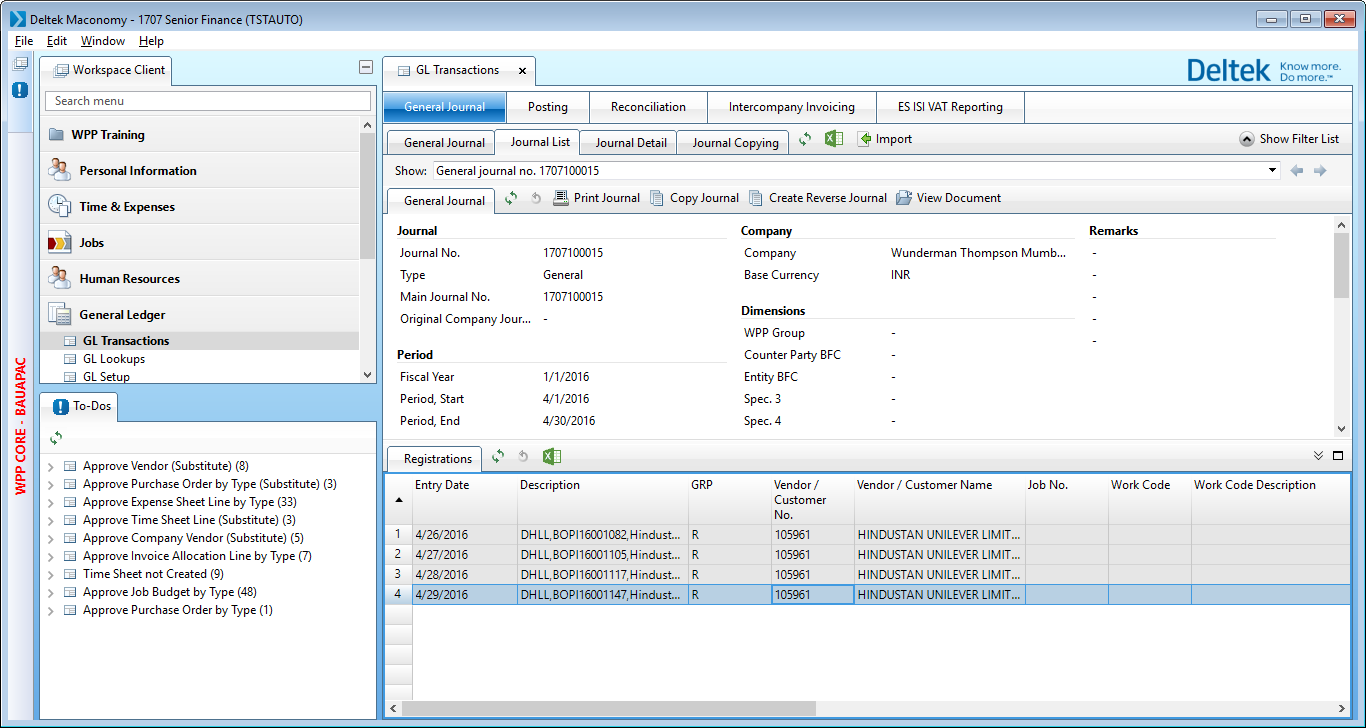 Deltek Maconomy - 1707 Senior Finance (TSTAUTO)
File Edit Window Help
WPP CORE - BAUAPAC
Workspace Client
Search menu
WPP Training
Personal Information
Time & Expenses
Jobs
Human Resources
General Ledger
GL Transactions
GL Lookups
GL Setup
To-Dos
Approve Vendor (Substitute) (8)
Approve Purchase Order by Type (Substitute) (3)
Approve Expense Sheet Line by Type (33)
Approve Time Sheet Line (Substitute) (3)
Approve Company Vendor (Substitute) (5)
Approve Invoice Allocation Line by Type (7)
Time Sheet not Created (9)
Approve Job Budget by Type (48)
Approve Purchase Order by Type (1)
GL Transactions x
Deltek Know more.
Do more.™
General Journal Posting Reconciliation Intercompany Invoicing ES ISI VAT Reporting
General Journal Journal List Journal Detail Journal Copying Import Show Filter List
Show: General journal no. 1707100015
General Journal Print Journal Copy Journal Create Reverse Journal View Document
Journal
Journal No. 1707100015
Type General
Main Journal No. 1707100015
Original Company Jour... -
Period
Fiscal Year 1/1/2016
Period, Start 4/1/2016
Period, End 4/30/2016
Company
Company Wunderman Thompson Mumb...
Base Currency INR
Dimensions
WPP Group -
Counter Party BFC -
Entity BFC -
Spec. 3 -
Spec. 4 -
Remarks
-
-
-
-
-
Registrations
Entry Date Description GRP Vendor / Customer No. Vendor / Customer Name Job No. Work Code Work Code Description
1 4/26/2016 DHLL,BOPI16001082,Hindust... R 105961 HINDUSTAN UNILEVER LIMIT...
2 4/27/2016 DHLL,BOPI16001105,Hindust... R 105961 HINDUSTAN UNILEVER LIMIT...
3 4/28/2016 DHLL,BOPI16001117,Hindust... R 105961 HINDUSTAN UNILEVER LIMIT...
4 4/29/2016 DHLL,BOPI16001147,Hindust... R 105961 HINDUSTAN UNILEVER LIMIT...